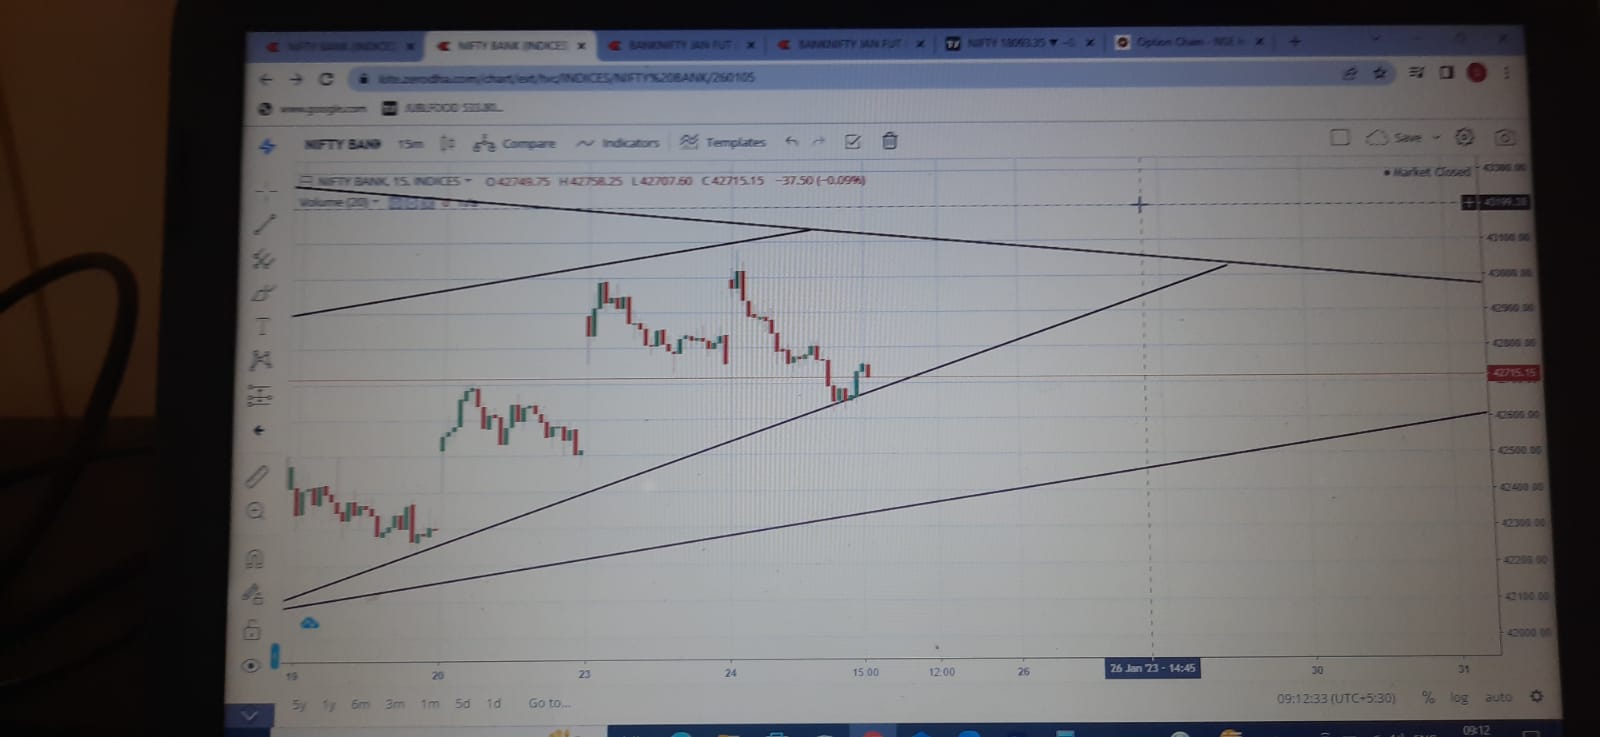 NIFTY BANK (INDICES
NIFTY BANK (INDICES
BANKNIFTY JAN FUT
BANKNIFTY JAN FUT
NIFTY 18093.35 ▼
Option Chain - NSE In
kite.zerodha.com/chart/ext/tvc/INDICES/NIFTY%20BANK/260105
www.google.com JUBLFOOD 533.80...
NIFTY BANK 15m Compare Indicators Templates Save
NIFTY BANK, 15, INDICES O42749.75 H42758.25 L42707.60 C42715.15 −37.50 (−0.09%)
Market Closed
43300.00
Volume (20) n/a
43199.30
43100.00
43000.00
42900.00
42800.00
42715.15
42600.00
42500.00
42400.00
42300.00
42200.00
42100.00
42000.00
19 20 23 24 15:00 12:00 26 26 Jan '23 - 14:45 30 31
5y 1y 6m 3m 1m 5d 1d Go to... 09:12:33 (UTC+5:30) % log auto
09:12